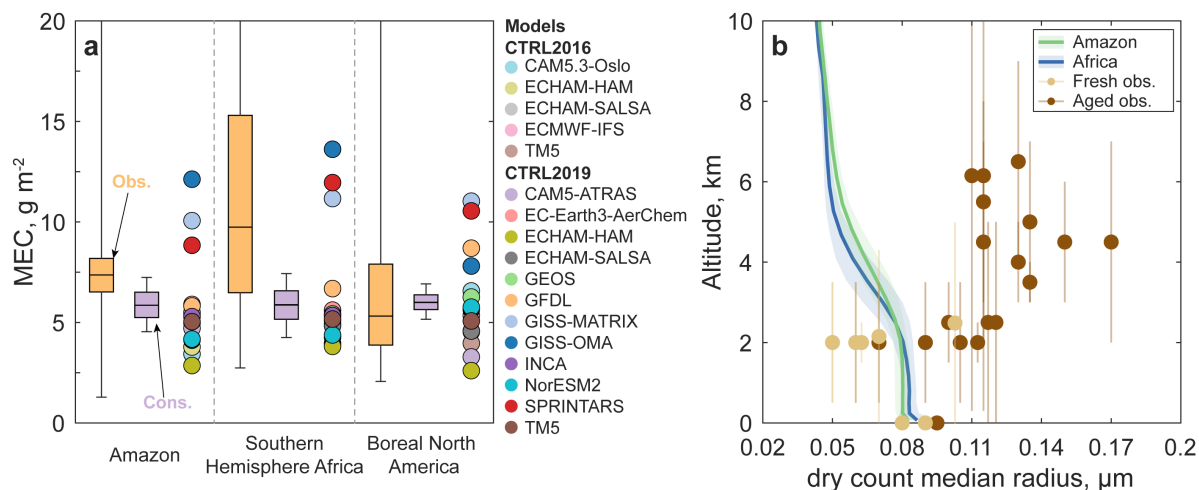 a
MEC, g m-2
20
15
10
5
0
Obs.
Cons.
Amazon
Southern
Hemisphere Africa
Boreal North
America
Models
CTRL2016
CAM5.3-Oslo
ECHAM-HAM
ECHAM-SALSA
ECMWF-IFS
TM5
CTRL2019
CAM5-ATRAS
EC-Earth3-AerChem
ECHAM-HAM
ECHAM-SALSA
GEOS
GFDL
GISS-MATRIX
GISS-OMA
INCA
NorESM2
SPRINTARS
TM5
b
Altitude, km
10
8
6
4
2
0
Amazon
Africa
Fresh obs.
Aged obs.
0.02 0.05 0.08 0.11 0.14 0.17 0.2
dry count median radius, µm